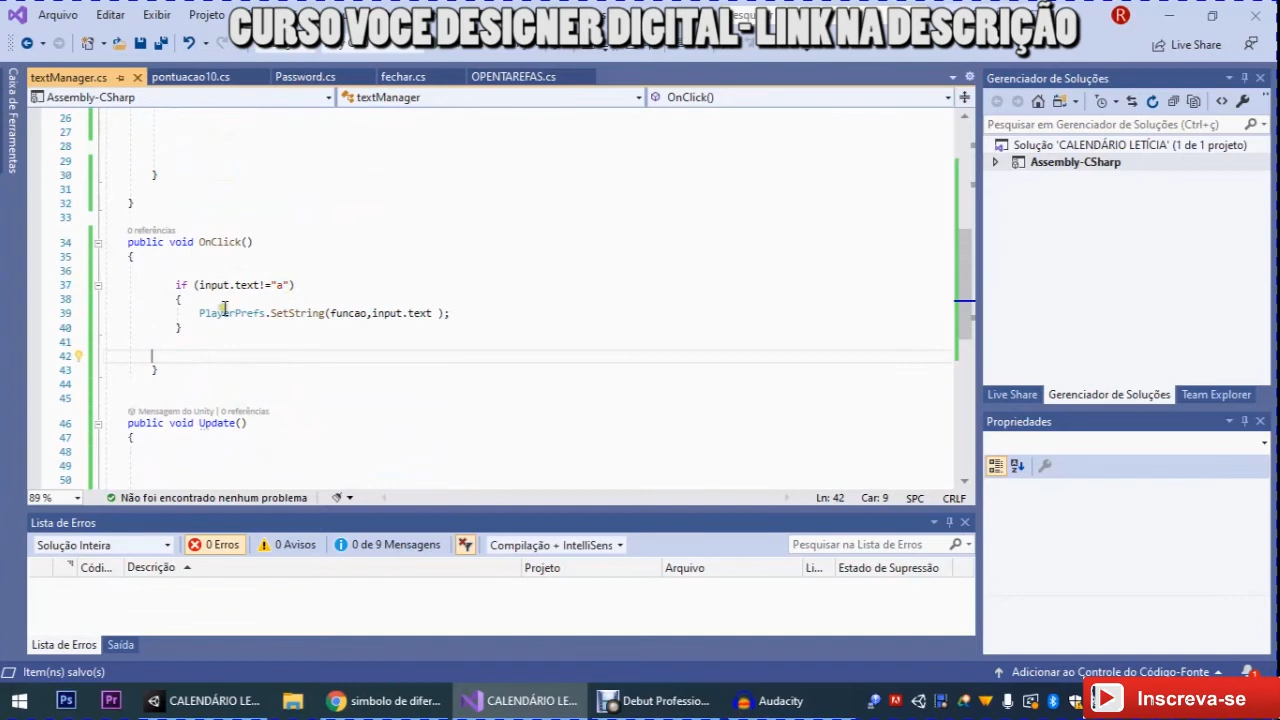 Arquivo Editar Exibir Projeto
CURSO VOCE DESIGNER DIGITAL - LINK NA DESCRIÇÃO
R
Live Share
textManager.cs pontuacao10.cs Password.cs fechar.cs OPENTAREFAS.cs
Assembly-CSharp textManager OnClick()
Caixa de Ferramentas
26
27
28
29
30 }
31
32 }
33
0 referências
34 public void OnClick()
35 {
36
37 if (input.text!="a")
38 {
39 PlayerPrefs.SetString(funcao,input.text );
40 }
41
42
43 }
44
45
Mensagem do Unity | 0 referências
46 public void Update()
47 {
48
49
50
89 % Não foi encontrado nenhum problema Ln: 42 Car: 9 SPC CRLF
Lista de Erros
Solução Inteira 0 Erros 0 Avisos 0 de 9 Mensagens Compilação + IntelliSens Pesquisar na Lista de Erros
Códi... Descrição Projeto Arquivo Li... Estado de Supressão
Lista de Erros Saída
Gerenciador de Soluções
Pesquisar em Gerenciador de Soluções (Ctrl+ç)
Solução 'CALENDÁRIO LETÍCIA' (1 de 1 projeto)
Assembly-CSharp
Live Share Gerenciador de Soluções Team Explorer
Propriedades
Item(ns) salvo(s) Adicionar ao Controle do Código-Fonte
Ps Pr CALENDÁRIO LE... simbolo de difer... CALENDÁRIO LE... Debut Professio... Audacity
Inscreva-se